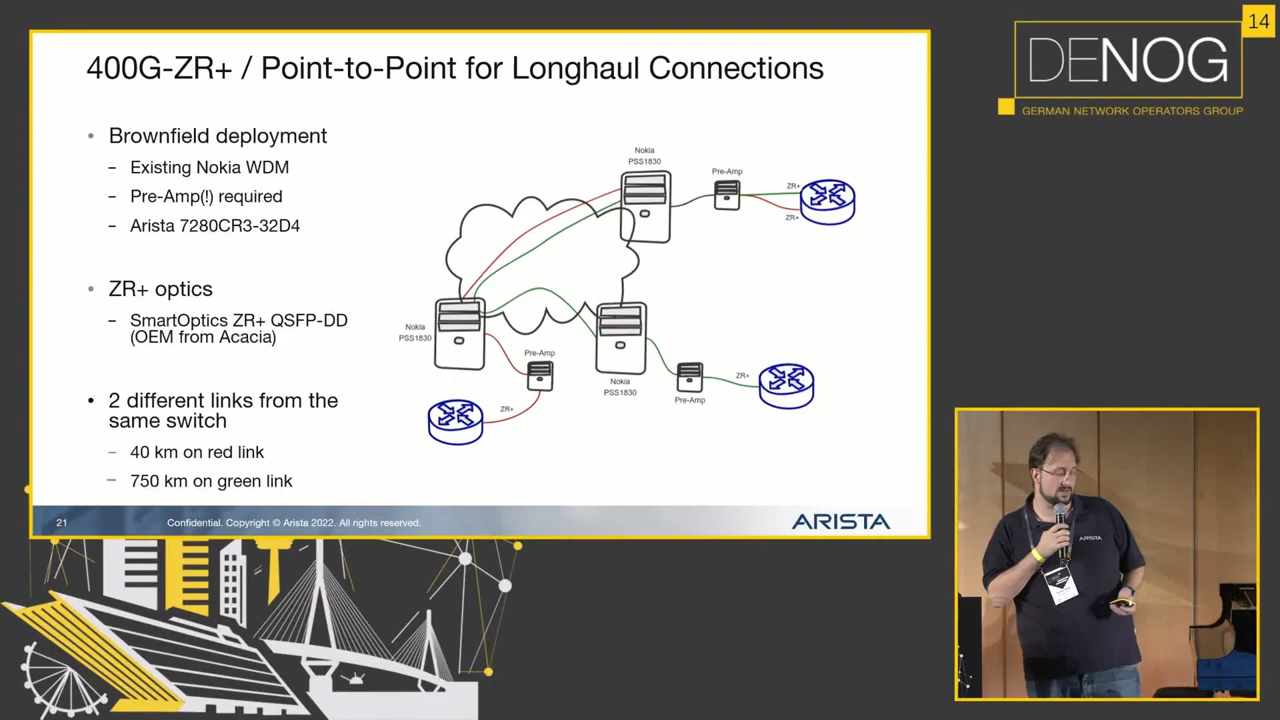 14
DENOG
GERMAN NETWORK OPERATORS GROUP
400G-ZR+ / Point-to-Point for Longhaul Connections
• Brownfield deployment
– Existing Nokia WDM
– Pre-Amp(!) required
– Arista 7280CR3-32D4
• ZR+ optics
– SmartOptics ZR+ QSFP-DD
(OEM from Acacia)
• 2 different links from the
same switch
– 40 km on red link
– 750 km on green link
Nokia
PSS1830
Pre-Amp
ZR+
ZR+
Nokia
PSS1830
Pre-Amp
ZR+
Nokia
PSS1830
Pre-Amp
ZR+
21
Confidential. Copyright © Arista 2022. All rights reserved.
ARISTA
ARISTA